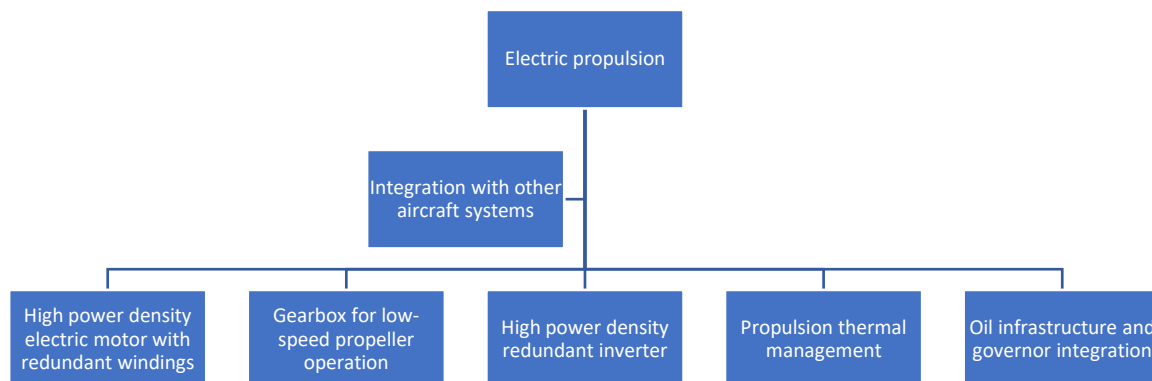 Electric propulsion
Integration with other
aircraft systems
High power density
electric motor with
redundant windings
Gearbox for low-
speed propeller
operation
High power density
redundant inverter
Propulsion thermal
management
Oil infrastructure and
governor integration